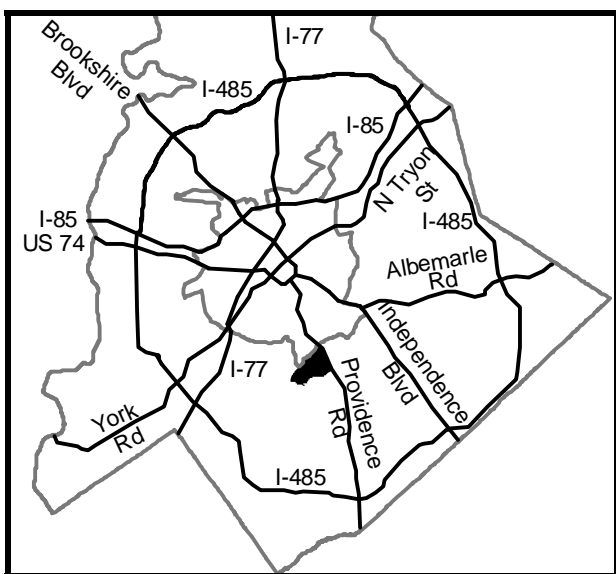 I-77
Brookshire
Blvd
I-485
I-85
N Tryon
St
I-85
US 74
I-485
Albemarle
Rd
Independence
Blvd
I-77
Providence
Rd
York
Rd
I-485